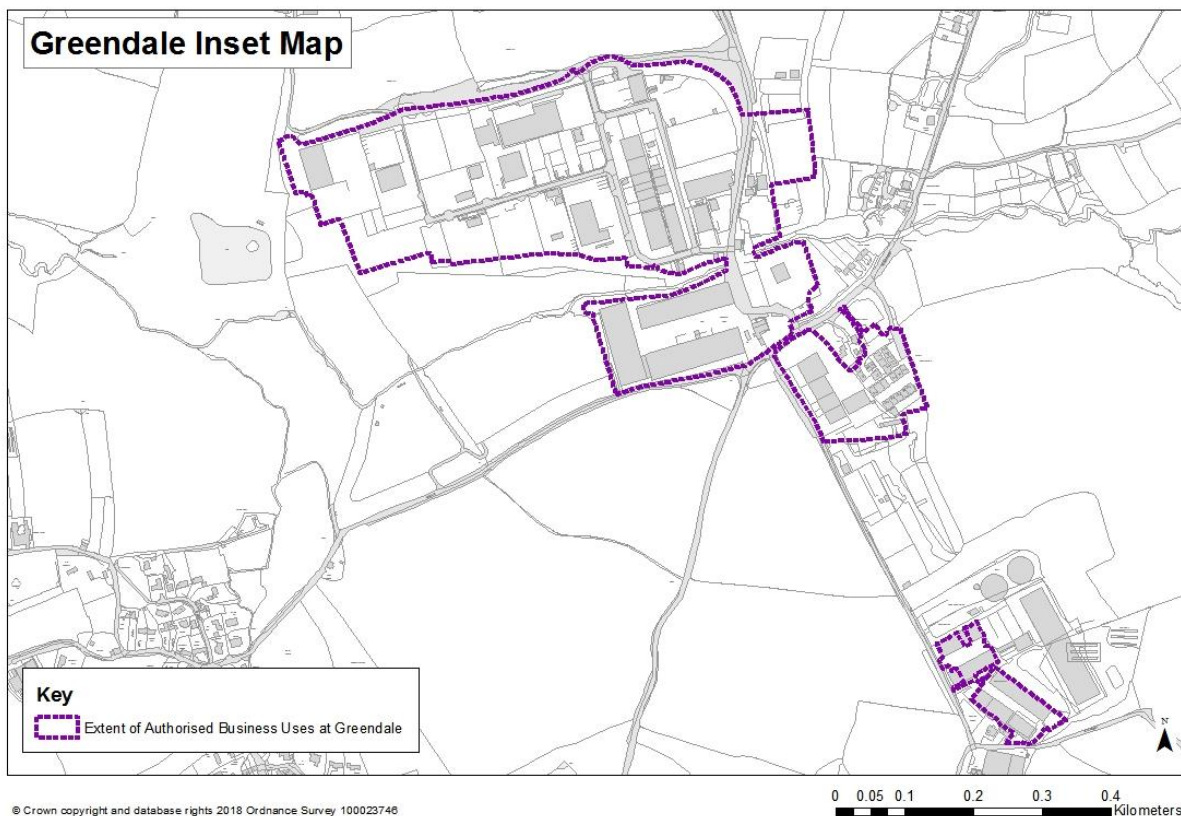 Greendale Inset Map
Key
Extent of Authorised Business Uses at Greendale
N
© Crown copyright and database rights 2018 Ordnance Survey 100023746
0 0.05 0.1 0.2 0.3 0.4
Kilometers